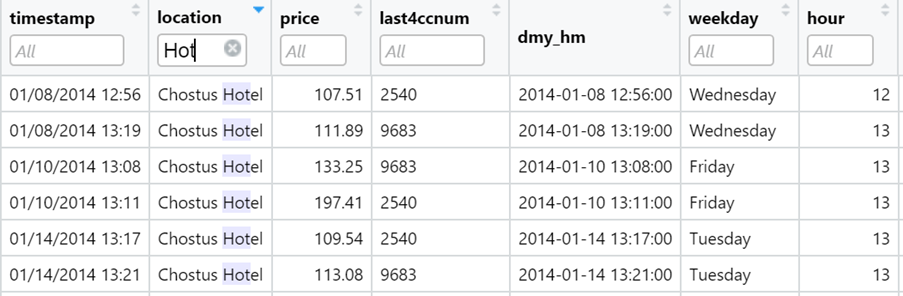 timestamp location price last4ccnum dmy_hm weekday hour
All Hot All All All All
01/08/2014 12:56 Chostus Hotel 107.51 2540 2014-01-08 12:56:00 Wednesday 12
01/08/2014 13:19 Chostus Hotel 111.89 9683 2014-01-08 13:19:00 Wednesday 13
01/10/2014 13:08 Chostus Hotel 133.25 9683 2014-01-10 13:08:00 Friday 13
01/10/2014 13:11 Chostus Hotel 197.41 2540 2014-01-10 13:11:00 Friday 13
01/14/2014 13:17 Chostus Hotel 109.54 2540 2014-01-14 13:17:00 Tuesday 13
01/14/2014 13:21 Chostus Hotel 113.08 9683 2014-01-14 13:21:00 Tuesday 13